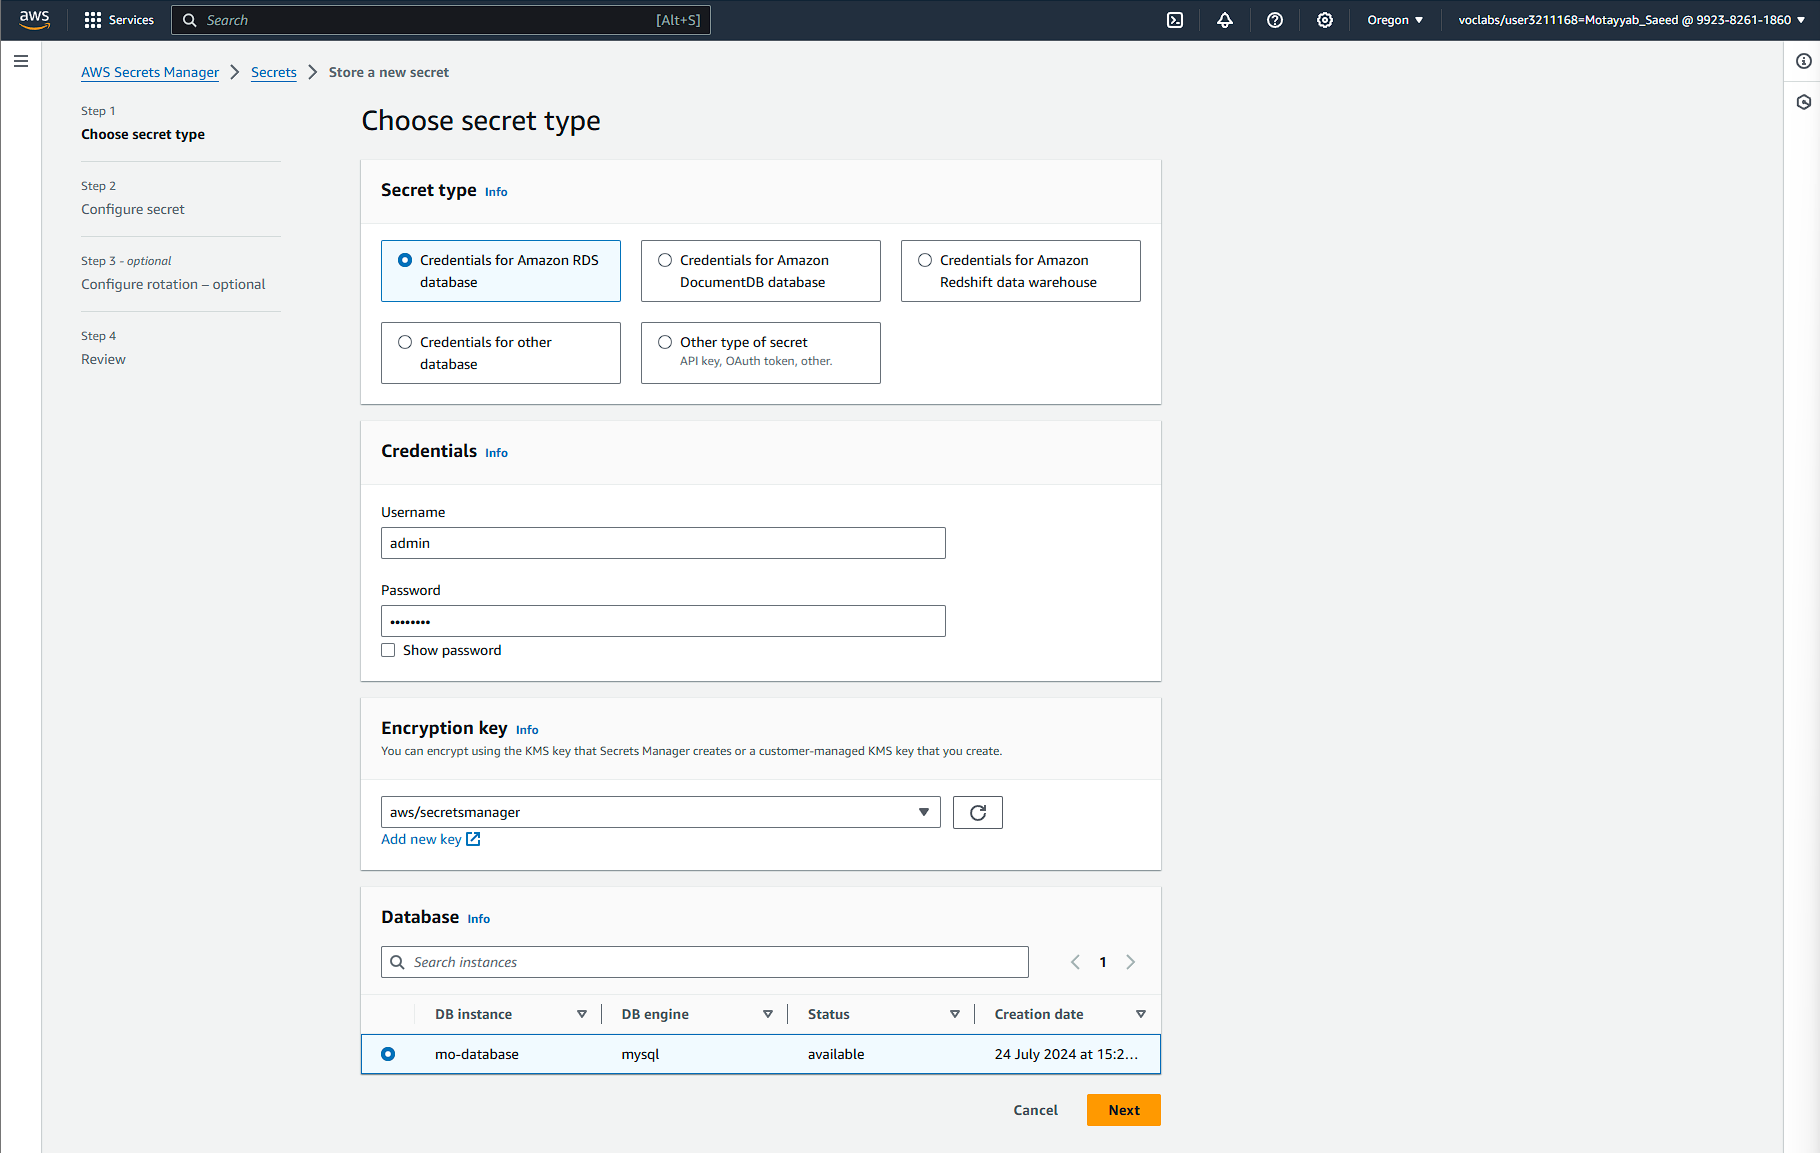 aws
Services
Search
[Alt+S]
Oregon
voclabs/user3211168=Motayyab_Saeed @ 9923-8261-1860
AWS Secrets Manager
Secrets
Store a new secret
Step 1
Choose secret type
Step 2
Configure secret
Step 3 - optional
Configure rotation – optional
Step 4
Review
Choose secret type
Secret type Info
Credentials for Amazon RDS
database
Credentials for Amazon
DocumentDB database
Credentials for Amazon
Redshift data warehouse
Credentials for other
database
Other type of secret
API key, OAuth token, other.
Credentials Info
Username
admin
Password
••••••••
Show password
Encryption key Info
You can encrypt using the KMS key that Secrets Manager creates or a customer-managed KMS key that you create.
aws/secretsmanager
Add new key
Database Info
Search instances
1
DB instance
DB engine
Status
Creation date
mo-database
mysql
available
24 July 2024 at 15:2...
Cancel
Next